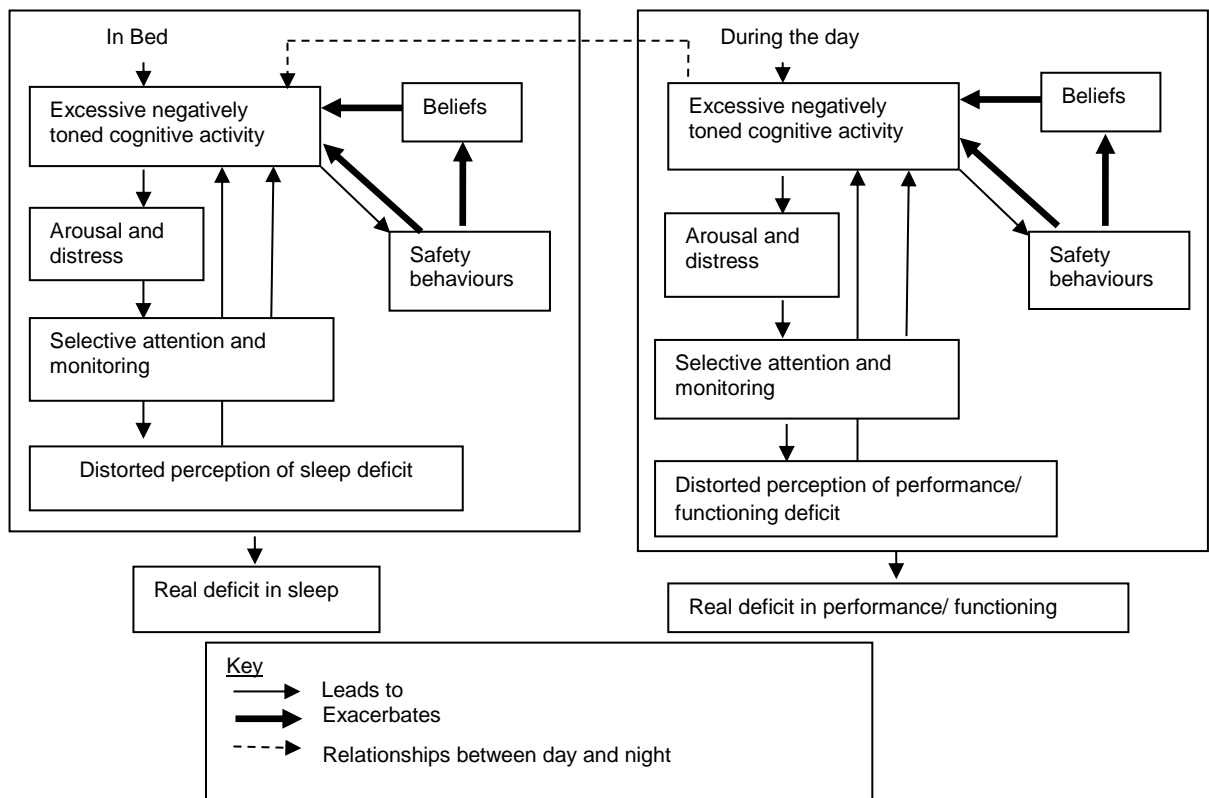 In Bed
Excessive negatively
toned cognitive activity
Beliefs
Arousal and
distress
Safety
behaviours
Selective attention and
monitoring
Distorted perception of sleep deficit
Real deficit in sleep
During the day
Excessive negatively
toned cognitive activity
Beliefs
Arousal and
distress
Safety
behaviours
Selective attention and
monitoring
Distorted perception of performance/
functioning deficit
Real deficit in performance/ functioning
Key
Leads to
Exacerbates
Relationships between day and night